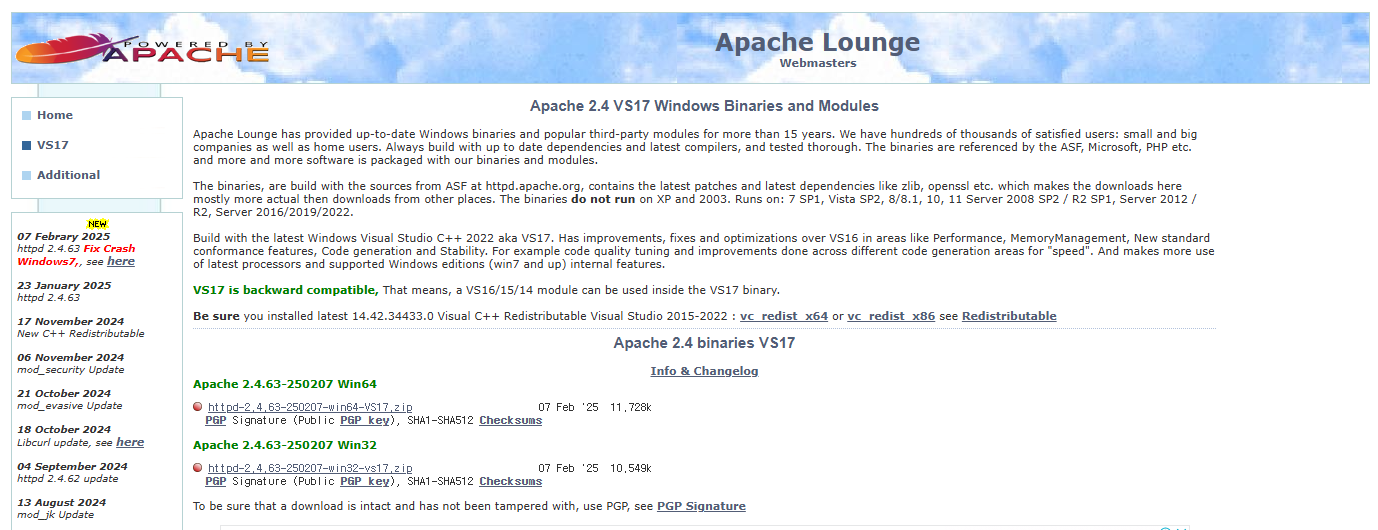 POWERED BY
APACHE
Apache Lounge
Webmasters
Home
VS17
Additional
NEW
07 Febrary 2025
httpd 2.4.63 Fix Crash
Windows7,, see here
23 January 2025
httpd 2.4.63
17 November 2024
New C++ Redistributable
06 November 2024
mod_security Update
21 October 2024
mod_evasive Update
18 October 2024
Libcurl update, see here
04 September 2024
httpd 2.4.62 update
13 August 2024
mod_jk Update
Apache 2.4 VS17 Windows Binaries and Modules
Apache Lounge has provided up-to-date Windows binaries and popular third-party modules for more than 15 years. We have hundreds of thousands of satisfied users: small and big
companies as well as home users. Always build with up to date dependencies and latest compilers, and tested thorough. The binaries are referenced by the ASF, Microsoft, PHP etc.
and more and more software is packaged with our binaries and modules.
The binaries, are build with the sources from ASF at httpd.apache.org, contains the latest patches and latest dependencies like zlib, openssl etc. which makes the downloads here
mostly more actual then downloads from other places. The binaries do not run on XP and 2003. Runs on: 7 SP1, Vista SP2, 8/8.1, 10, 11 Server 2008 SP2 / R2 SP1, Server 2012 /
R2, Server 2016/2019/2022.
Build with the latest Windows Visual Studio C++ 2022 aka VS17. Has improvements, fixes and optimizations over VS16 in areas like Performance, MemoryManagement, New standard
conformance features, Code generation and Stability. For example code quality tuning and improvements done across different code generation areas for "speed". And makes more use
of latest processors and supported Windows editions (win7 and up) internal features.
VS17 is backward compatible, That means, a VS16/15/14 module can be used inside the VS17 binary.
Be sure you installed latest 14.42.34433.0 Visual C++ Redistributable Visual Studio 2015-2022 : vc_redist_x64 or vc_redist_x86 see Redistributable
Apache 2.4 binaries VS17
Info & Changelog
Apache 2.4.63-250207 Win64
httpd-2.4.63-250207-win64-VS17.zip 07 Feb '25 11,728k
PGP Signature (Public PGP key), SHA1-SHA512 Checksums
Apache 2.4.63-250207 Win32
httpd-2.4.63-250207-win32-vs17.zip 07 Feb '25 10,549k
PGP Signature (Public PGP key), SHA1-SHA512 Checksums
To be sure that a download is intact and has not been tampered with, use PGP, see PGP Signature